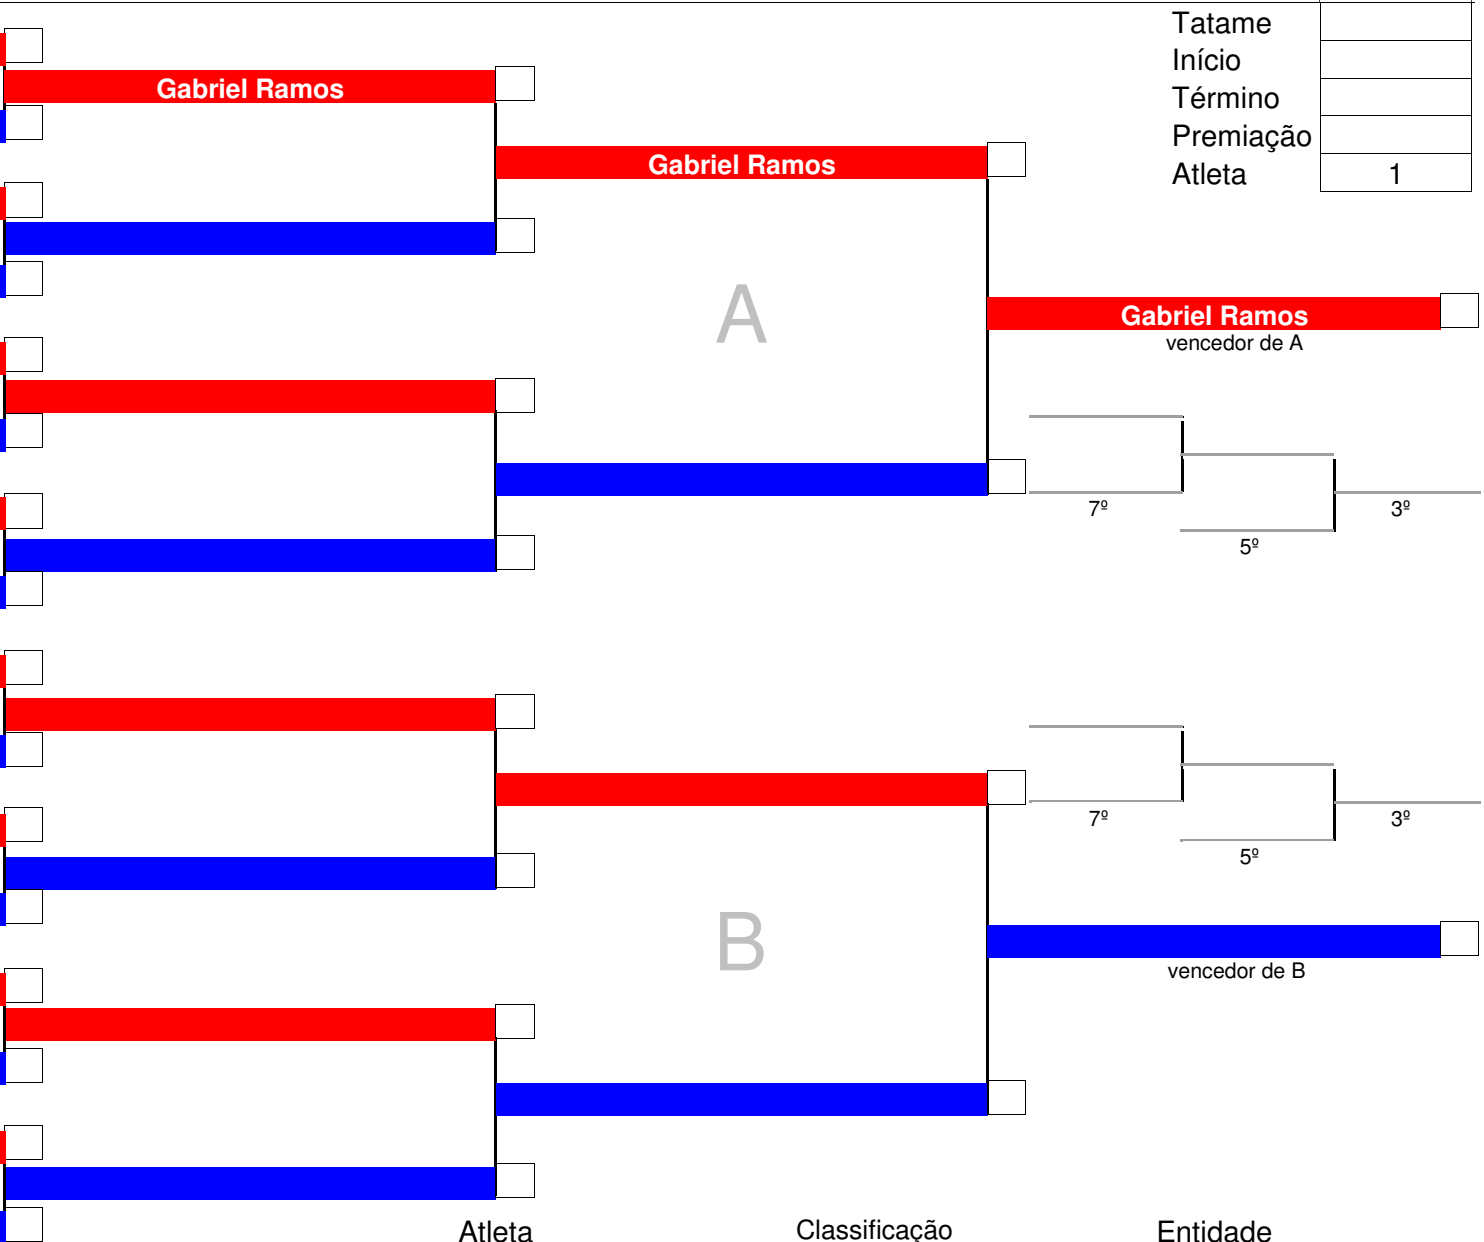 Tatame
Início
Término
Premiação
Atleta 1
Gabriel Ramos
Gabriel Ramos
A
Gabriel Ramos
vencedor de A
7º
3º
5º
7º
3º
5º
B
vencedor de B
Atleta Classificação Entidade